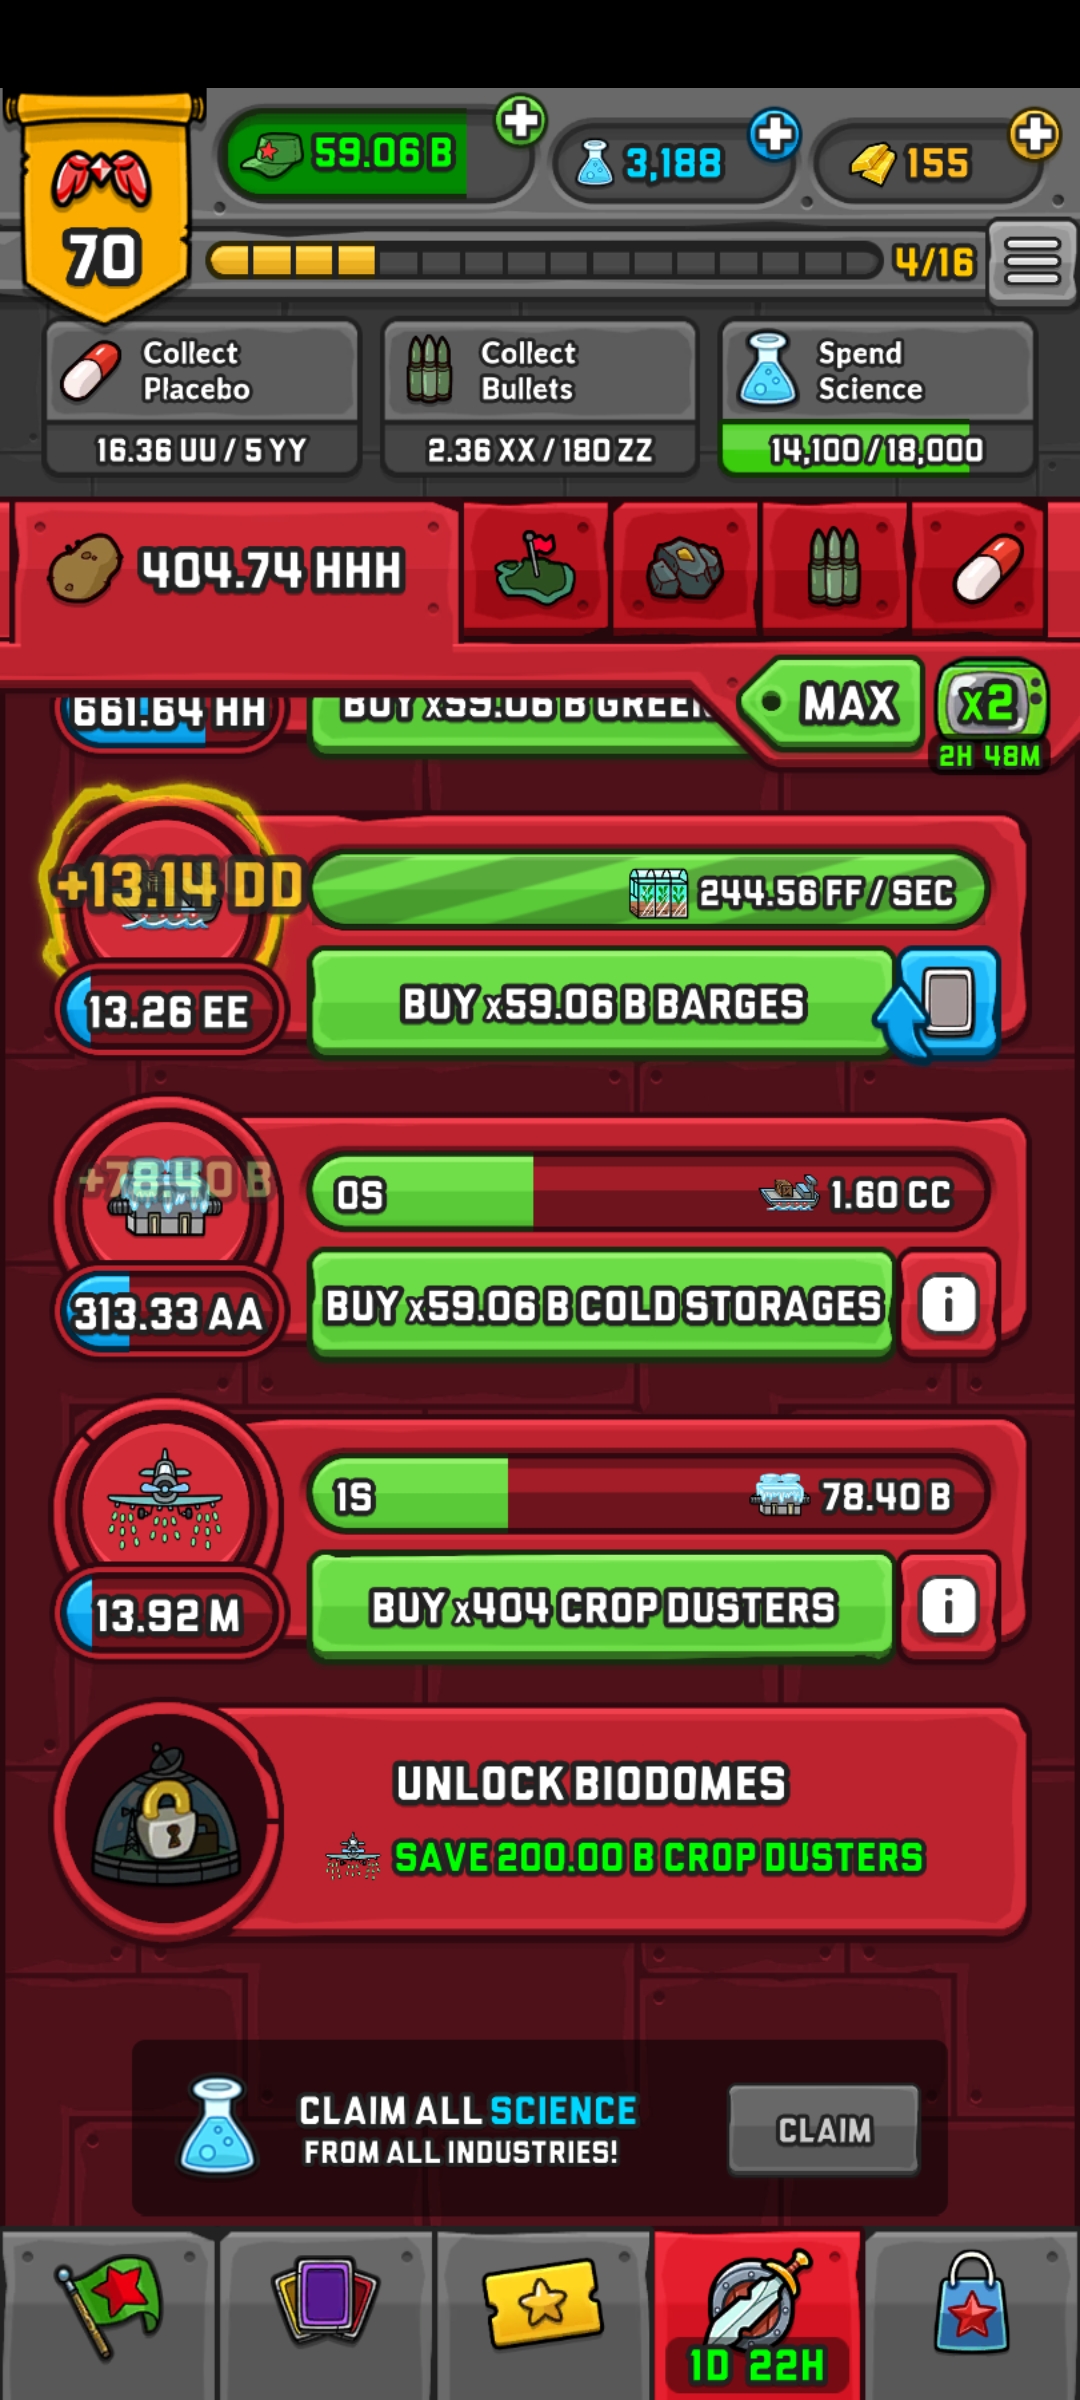 59.06 B
3,188
155
70
4/16
Collect
Placebo
16.36 UU / 5 YY
Collect
Bullets
2.36 XX / 180 ZZ
Spend
Science
14,100 / 18,000
404.74 HHH
661.64 HH
BUY x59.06 B GREEN
MAX
x2
2H 48M
+13.14 DD
244.56 FF / SEC
13.26 EE
BUY x59.06 B BARGES
+78.40 B
0S
1.60 CC
313.33 AA
BUY x59.06 B COLD STORAGES
i
1S
78.40 B
13.92 M
BUY x404 CROP DUSTERS
i
UNLOCK BIODOMES
SAVE 200.00 B CROP DUSTERS
CLAIM ALL SCIENCE
FROM ALL INDUSTRIES!
CLAIM
1D 22H